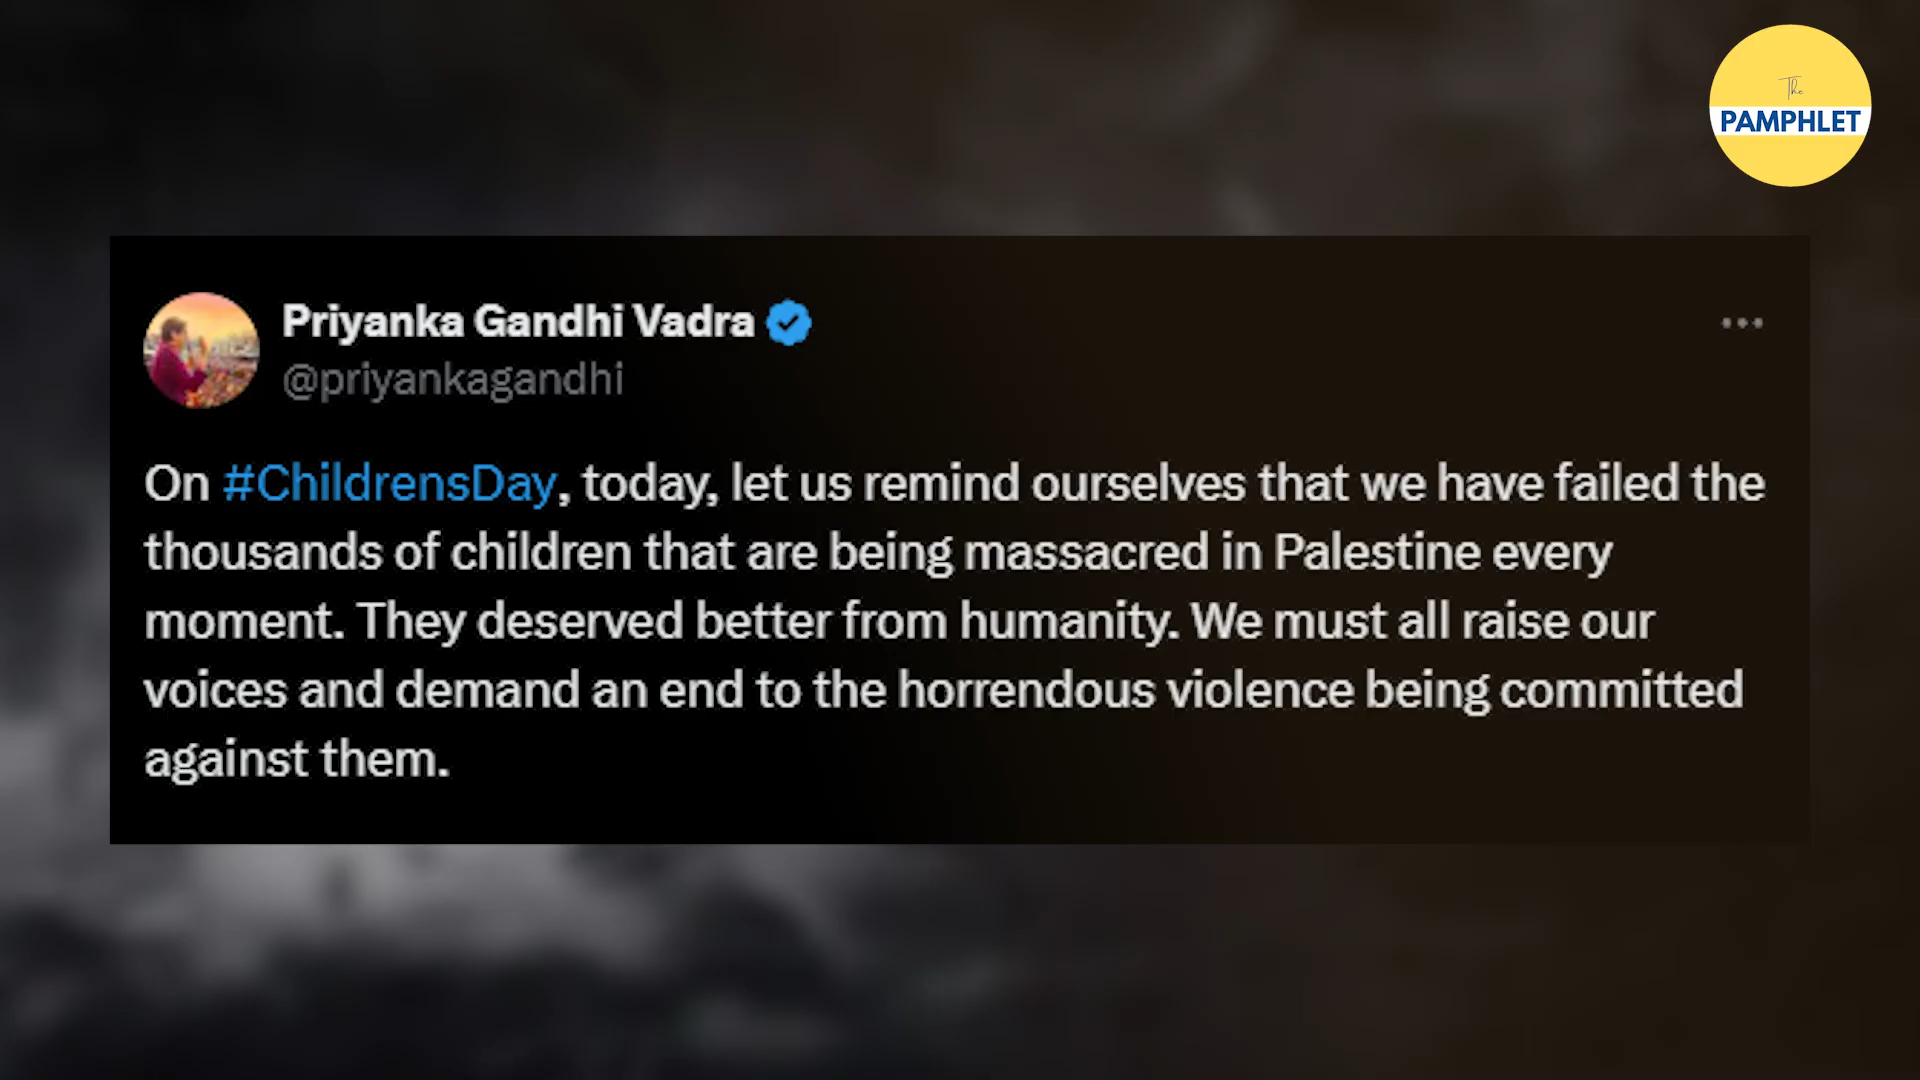 The
PAMPHLET
Priyanka Gandhi Vadra
@priyankagandhi
On #ChildrensDay, today, let us remind ourselves that we have failed the
thousands of children that are being massacred in Palestine every
moment. They deserved better from humanity. We must all raise our
voices and demand an end to the horrendous violence being committed
against them.